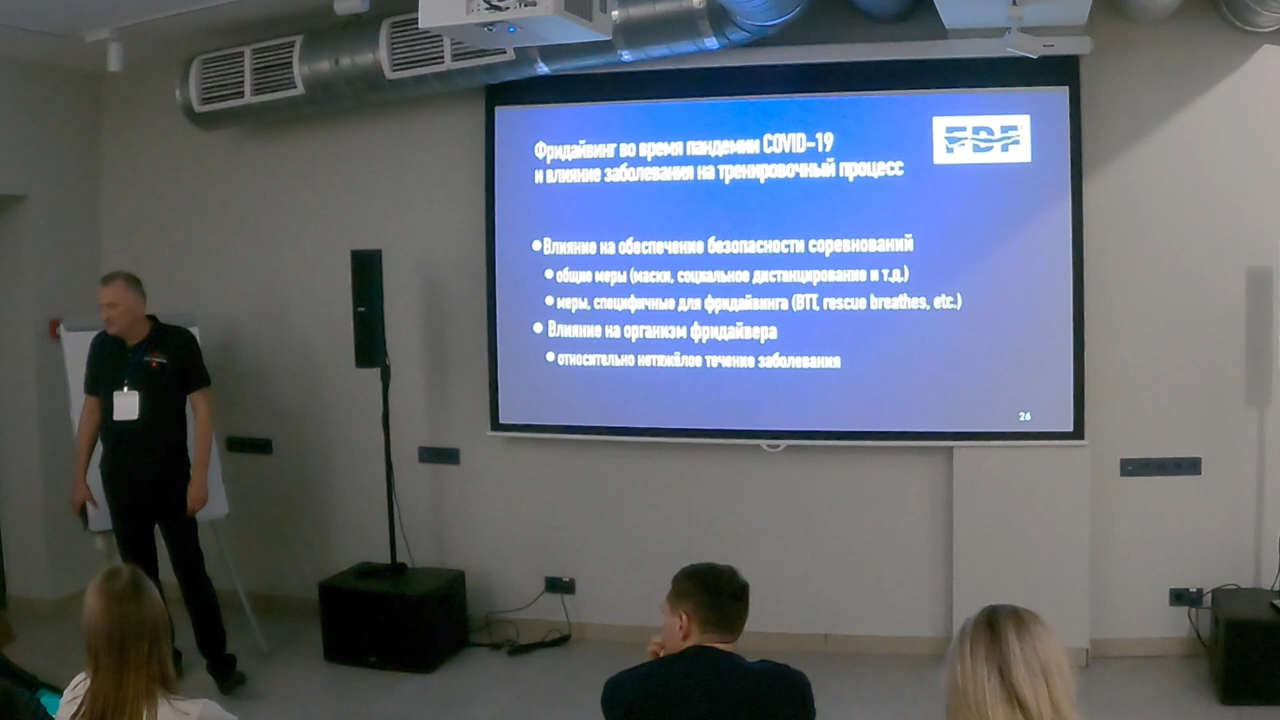 Фридайвинг во время пандемии COVID-19
и влияние заболевания на тренировочный процесс
FDF
• Влияние на обеспечение безопасности соревнований
• общие меры (маски, социальное дистанцирование и т.д.)
• меры, специфичные для фридайвинга (BTT, rescue breathes, etc.)
• Влияние на организм фридайвера
• относительно нетяжёлое течение заболевания
26